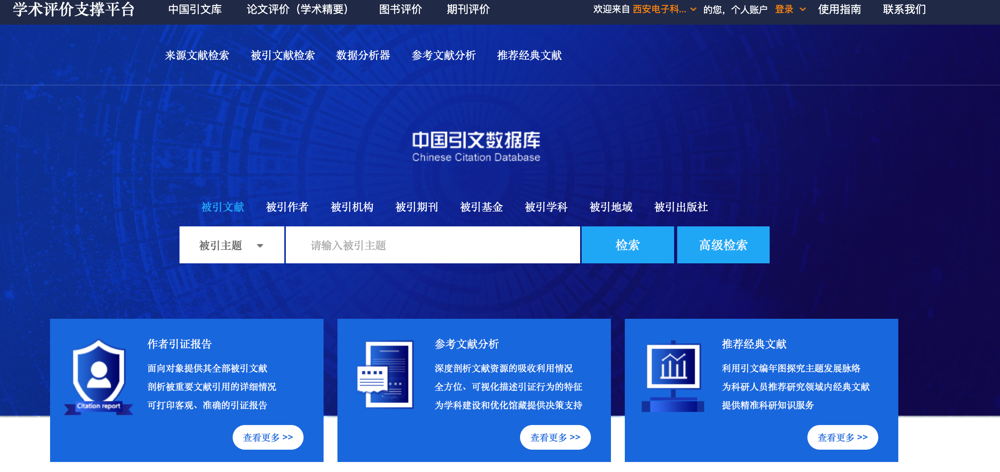 学术评价支撑平台 中国引文库 论文评价（学术精要） 图书评价 期刊评价 欢迎来自 西安电子科... 的您，个人账户 登录 使用指南 联系我们
来源文献检索 被引文献检索 数据分析器 参考文献分析 推荐经典文献
中国引文数据库
Chinese Citation Database
被引文献 被引作者 被引机构 被引期刊 被引基金 被引学科 被引地域 被引出版社
被引主题 请输入被引主题 检索 高级检索
作者引证报告
面向对象提供其全部被引文献
剖析被重要文献引用的详细情况
可打印客观、准确的引证报告
Citation report
查看更多 >>
参考文献分析
深度剖析文献资源的吸收利用情况
全方位、可视化描述引证行为的特征
为学科建设和优化馆藏提供决策支持
查看更多 >>
推荐经典文献
利用引文编年图探究主题发展脉络
为科研人员推荐研究领域内经典文献
提供精准科研知识服务
查看更多 >>